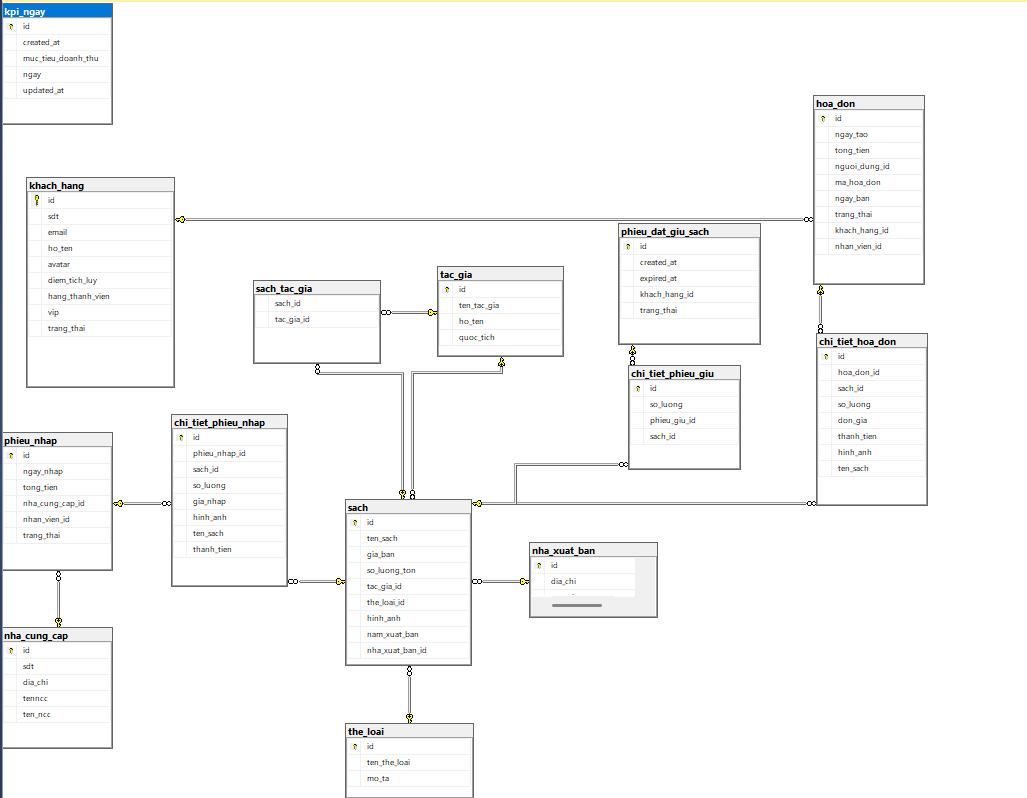 kpi_ngay
id
created_at
muc_tieu_doanh_thu
ngay
updated_at
hoa_don
id
ngay_tao
tong_tien
nguoi_dung_id
ma_hoa_don
ngay_ban
trang_thai
khach_hang_id
nhan_vien_id
khach_hang
id
sdt
email
ho_ten
avatar
diem_tich_luy
hang_thanh_vien
vip
trang_thai
phieu_dat_giu_sach
id
created_at
expired_at
khach_hang_id
trang_thai
sach_tac_gia
sach_id
tac_gia_id
tac_gia
id
ten_tac_gia
ho_ten
quoc_tich
chi_tiet_hoa_don
id
hoa_don_id
sach_id
so_luong
don_gia
thanh_tien
hinh_anh
ten_sach
chi_tiet_phieu_giu
id
so_luong
phieu_giu_id
sach_id
phieu_nhap
id
ngay_nhap
tong_tien
nha_cung_cap_id
nhan_vien_id
trang_thai
chi_tiet_phieu_nhap
id
phieu_nhap_id
sach_id
so_luong
gia_nhap
hinh_anh
ten_sach
thanh_tien
sach
id
ten_sach
gia_ban
so_luong_ton
tac_gia_id
the_loai_id
hinh_anh
nam_xuat_ban
nha_xuat_ban_id
nha_xuat_ban
id
dia_chi
nha_cung_cap
id
sdt
dia_chi
tenncc
ten_ncc
the_loai
id
ten_the_loai
mo_ta